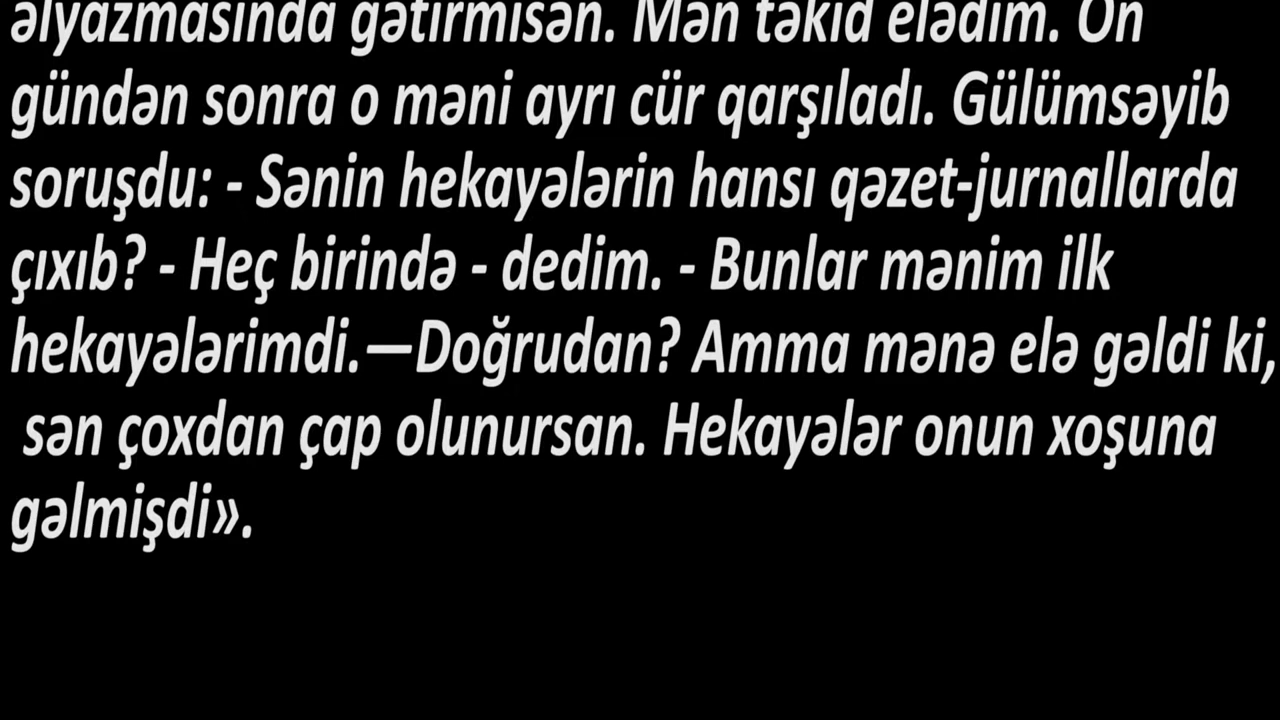 əlyazmasında gətirmisən. Mən təkid elədim. On
gündən sonra o məni ayrı cür qarşıladı. Gülümsəyib
soruşdu: - Sənin hekayələrin hansı qəzet-jurnallarda
çıxıb? - Heç birində - dedim. - Bunlar mənim ilk
hekayələrimdi.—Doğrudan? Amma mənə elə gəldi ki,
sən çoxdan çap olunursan. Hekayələr onun xoşuna
gəlmişdi».